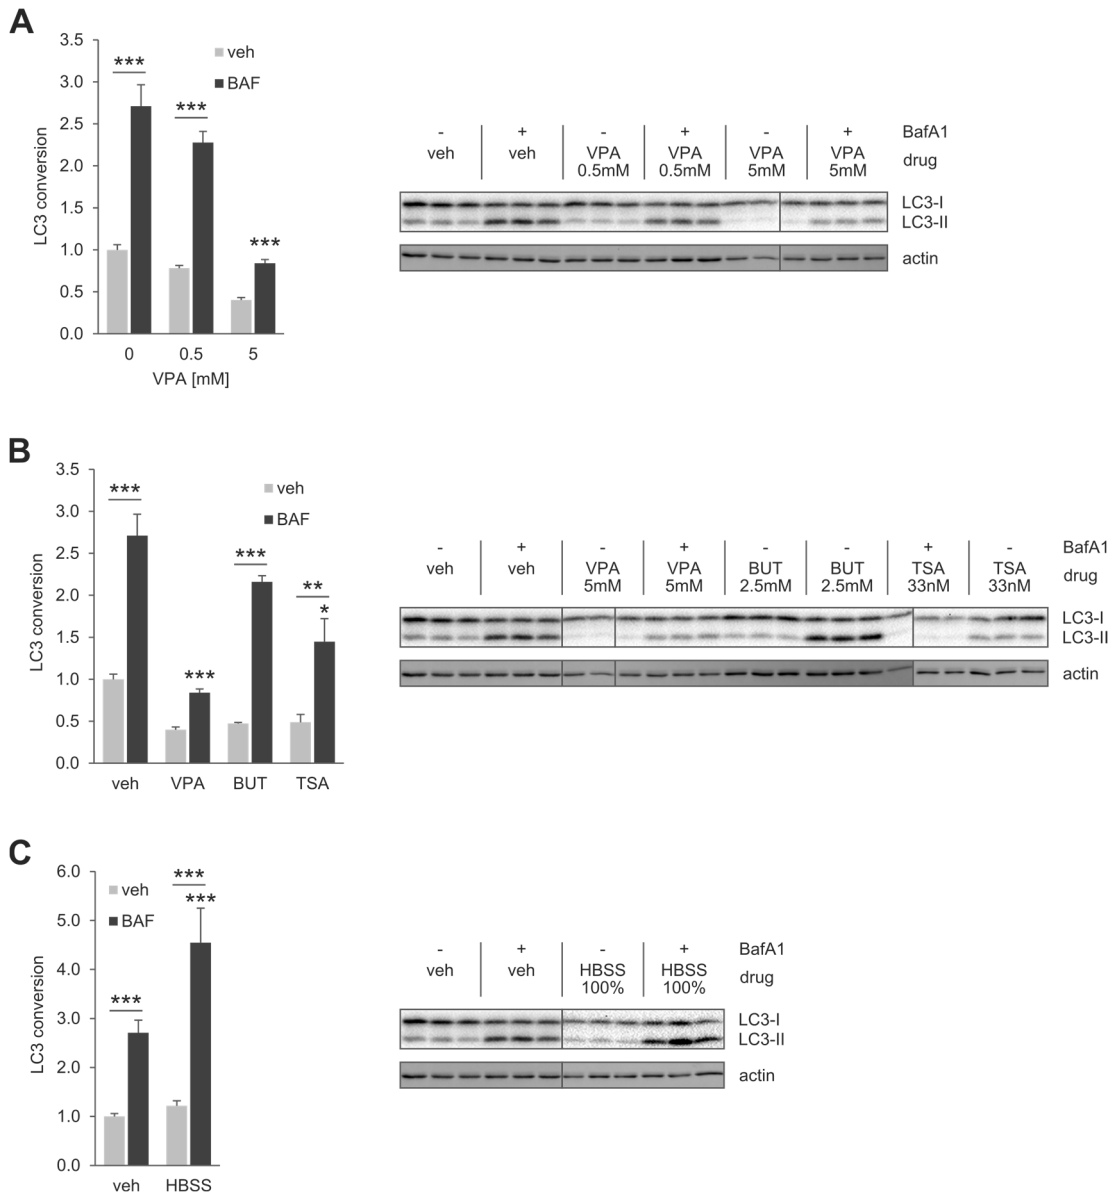 A
3.5
3.0
2.5
2.0
1.5
1.0
0.5
0.0
LC3 conversion
veh
BAF
***
***
***
0 0.5 5
VPA [mM]
- + - + - + BafA1
veh veh VPA VPA VPA VPA drug
0.5mM 0.5mM 5mM 5mM
LC3-I
LC3-II
actin
B
3.5
3.0
2.5
2.0
1.5
1.0
0.5
0.0
LC3 conversion
veh
BAF
***
***
***
**
*
veh VPA BUT TSA
- + - + - - + - BafA1
veh veh VPA VPA BUT BUT TSA TSA drug
5mM 5mM 2.5mM 2.5mM 33nM 33nM
LC3-I
LC3-II
actin
C
6.0
5.0
4.0
3.0
2.0
1.0
0.0
LC3 conversion
veh
BAF
***
***
***
veh HBSS
- + - + BafA1
veh veh HBSS HBSS drug
100% 100%
LC3-I
LC3-II
actin